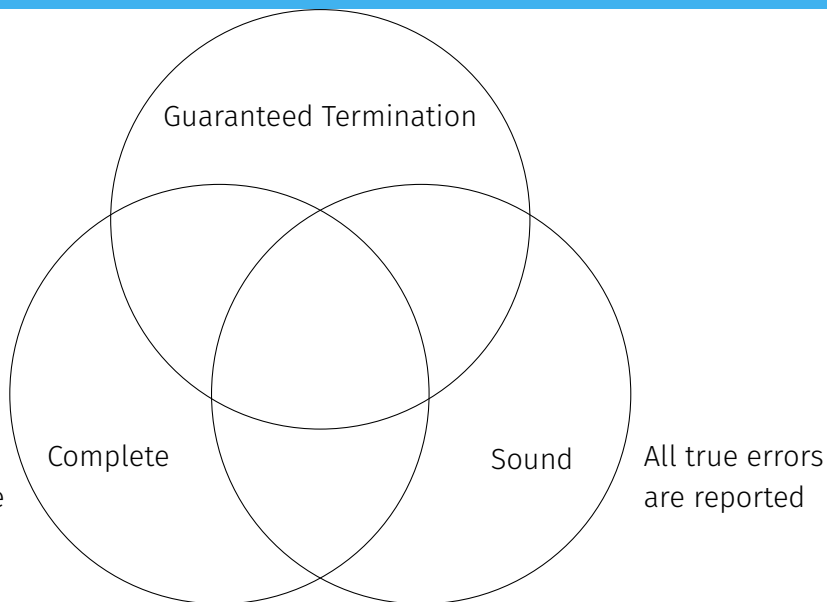 Guaranteed Termination
Complete
Sound
All true errors
are reported